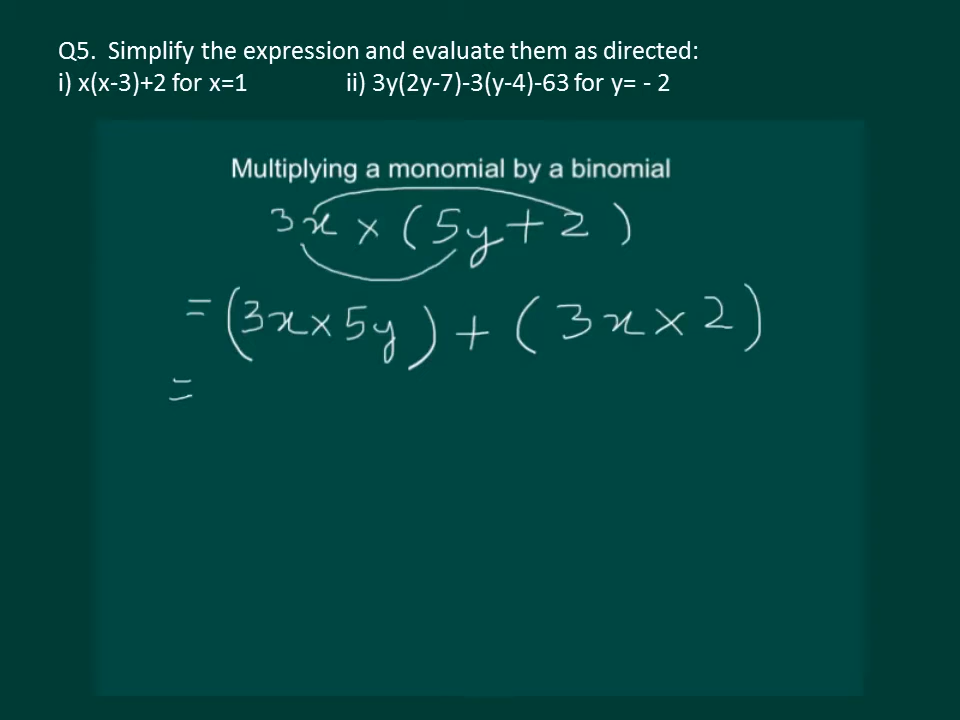 Q5. Simplify the expression and evaluate them as directed:
i) x(x-3)+2 for x=1 ii) 3y(2y-7)-3(y-4)-63 for y= - 2
Multiplying a monomial by a binomial
3x × (5y + 2)
= (3x × 5y) + (3x × 2)
=